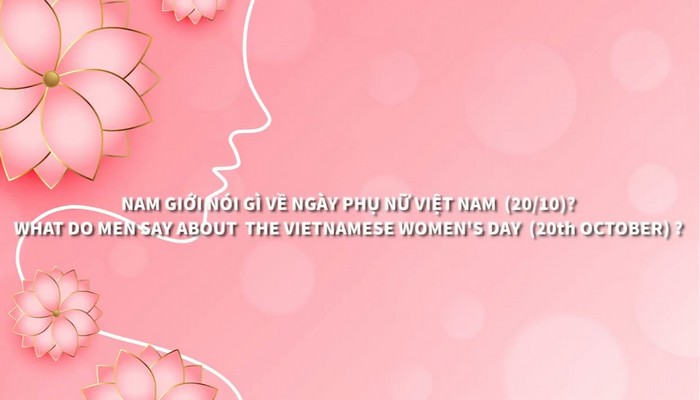 NAM GIỚI NÓI GÌ VỀ NGÀY PHỤ NỮ VIỆT NAM (20/10)?
WHAT DO MEN SAY ABOUT THE VIETNAMESE WOMEN'S DAY (20th OCTOBER) ?